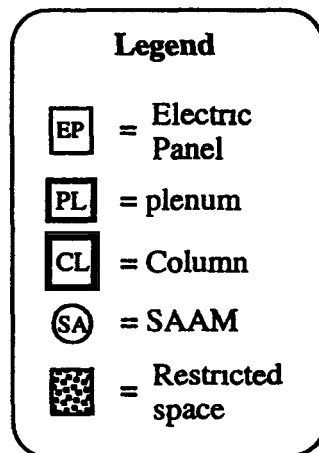 Legend
EP = Electric
Panel
PL = plenum
CL = Column
SA = SAAM
= Restricted
space